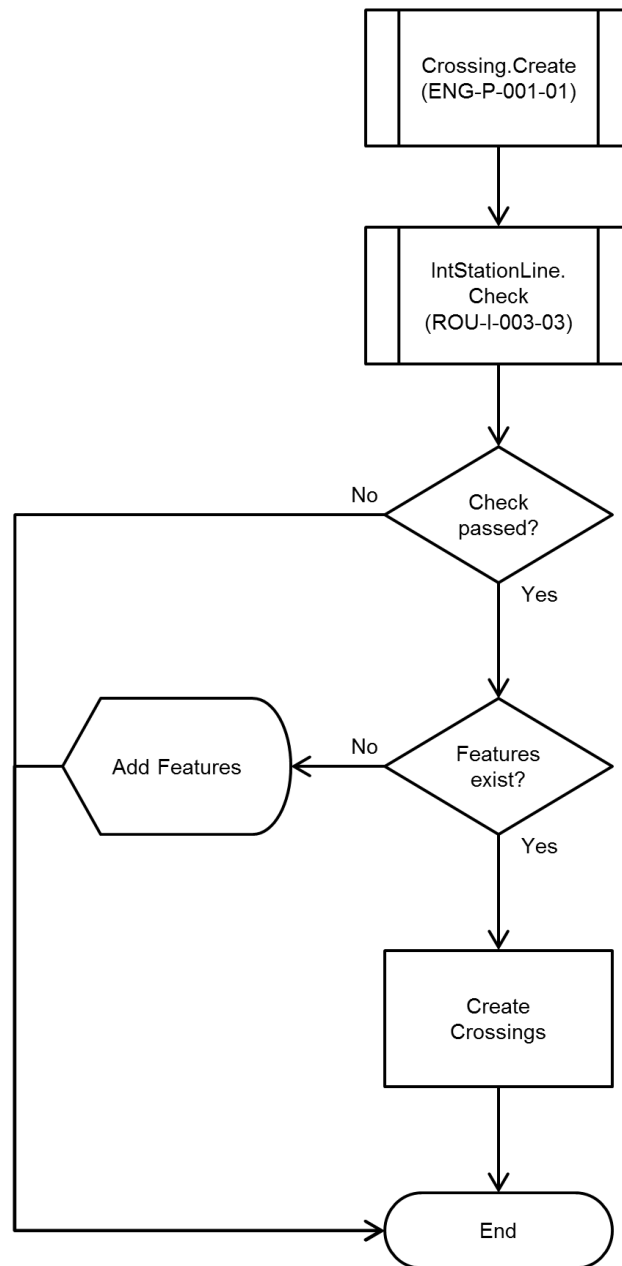 Crossing.Create
(ENG-P-001-01)
IntStationLine.
Check
(ROU-I-003-03)
No
Check
passed?
Yes
Add Features
No
Features
exist?
Yes
Create
Crossings
End